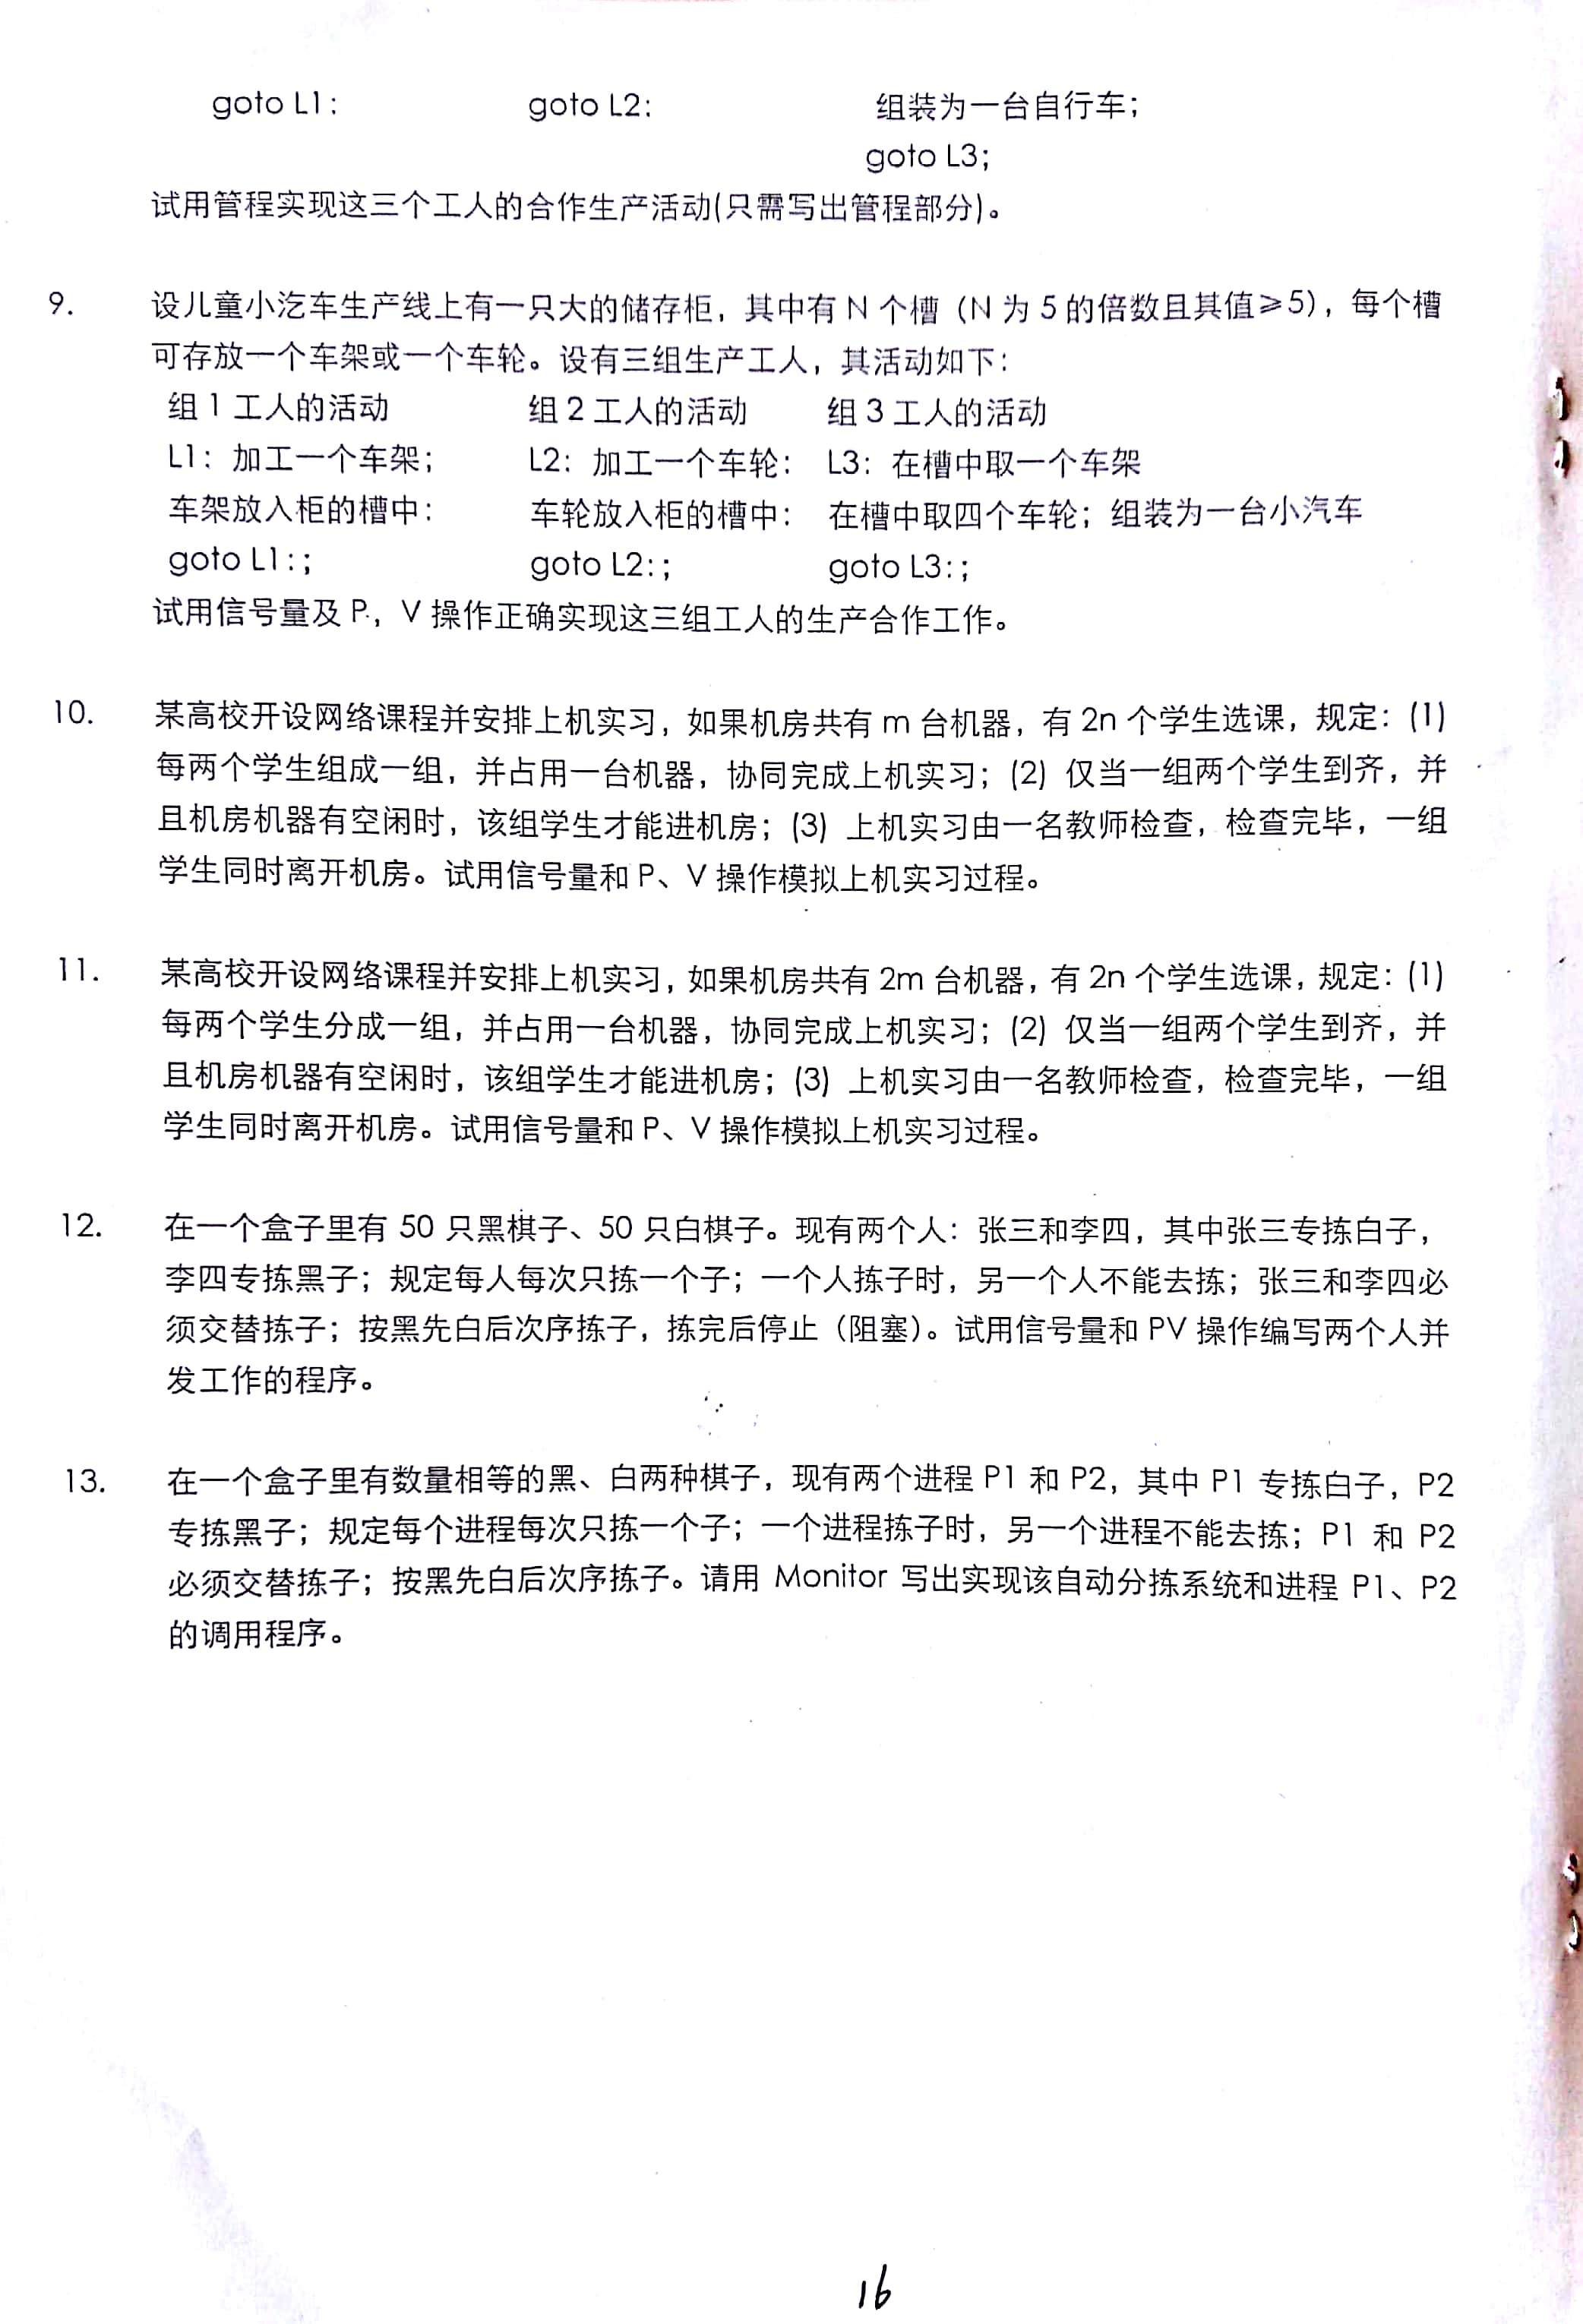 goto L1: goto L2: 组装为一台自行车;
goto L3;
试用管程实现这三个工人的合作生产活动(只需写出管程部分)。
9. 设儿童小汽车生产线上有一只大的储存柜，其中有 N 个槽（N 为 5 的倍数且其值≥5），每个槽
可存放一个车架或一个车轮。设有三组生产工人，其活动如下：
组 1 工人的活动 组 2 工人的活动 组 3 工人的活动
L1：加工一个车架； L2：加工一个车轮： L3：在槽中取一个车架
车架放入柜的槽中： 车轮放入柜的槽中： 在槽中取四个车轮；组装为一台小汽车
goto L1:; goto L2:; goto L3:;
试用信号量及 P，V 操作正确实现这三组工人的生产合作工作。
10. 某高校开设网络课程并安排上机实习，如果机房共有 m 台机器，有 2n 个学生选课，规定：(1)
每两个学生组成一组，并占用一台机器，协同完成上机实习；(2) 仅当一组两个学生到齐，并
且机房机器有空闲时，该组学生才能进机房；(3) 上机实习由一名教师检查，检查完毕，一组
学生同时离开机房。试用信号量和 P、V 操作模拟上机实习过程。
11. 某高校开设网络课程并安排上机实习，如果机房共有 2m 台机器，有 2n 个学生选课，规定：(1)
每两个学生分成一组，并占用一台机器，协同完成上机实习；(2) 仅当一组两个学生到齐，并
且机房机器有空闲时，该组学生才能进机房；(3) 上机实习由一名教师检查，检查完毕，一组
学生同时离开机房。试用信号量和 P、V 操作模拟上机实习过程。
12. 在一个盒子里有 50 只黑棋子、50 只白棋子。现有两个人：张三和李四，其中张三专拣白子，
李四专拣黑子；规定每人每次只拣一个子；一个人拣子时，另一个人不能去拣；张三和李四必
须交替拣子；按黑先白后次序拣子，拣完后停止（阻塞）。试用信号量和 PV 操作编写两个人并
发工作的程序。
13. 在一个盒子里有数量相等的黑、白两种棋子，现有两个进程 P1 和 P2，其中 P1 专拣白子，P2
专拣黑子；规定每个进程每次只拣一个子；一个进程拣子时，另一个进程不能去拣；P1 和 P2
必须交替拣子；按黑先白后次序拣子。请用 Monitor 写出实现该自动分拣系统和进程 P1、P2
的调用程序。
16